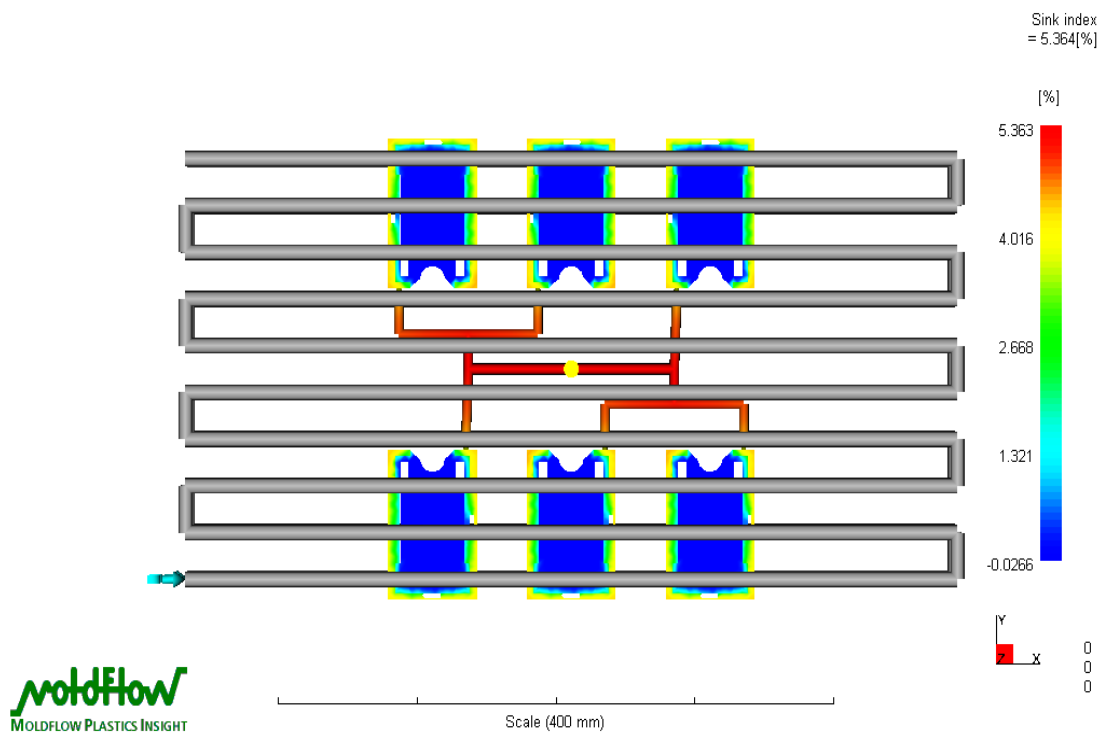 Sink index
= 5.364[%]
[%]
5.363
4.016
2.668
1.321
-0.0266
Y
Z
X
0
0
0
moldflow
MOLDFLOW PLASTICS INSIGHT
Scale (400 mm)